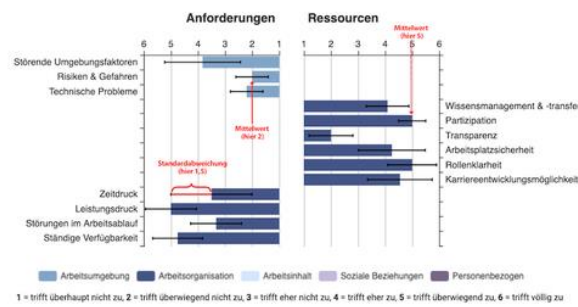 Anforderungen Ressourcen
Mittelwert
(hier 5)
6 5 4 3 2 1 1 2 3 4 5 6
Störende Umgebungsfaktoren
Risiken & Gefahren
Technische Probleme
Wissensmanagement & -transfe
Partizipation
Transparenz
Arbeitsplatzsicherheit
Rollenklarheit
Karriereentwicklungsmöglichkeit
Mittelwert
(hier 2)
Standardabweichung
(hier 1,5)
Zeitdruck
Leistungsdruck
Störungen im Arbeitsablauf
Ständige Verfügbarkeit
Arbeitsumgebung Arbeitsorganisation Arbeitsinhalt Soziale Beziehungen Personenbezogen
1 = trifft überhaupt nicht zu, 2 = trifft überwiegend nicht zu, 3 = trifft eher nicht zu, 4 = trifft eher zu, 5 = trifft überwiegend zu, 6 = trifft völlig zu